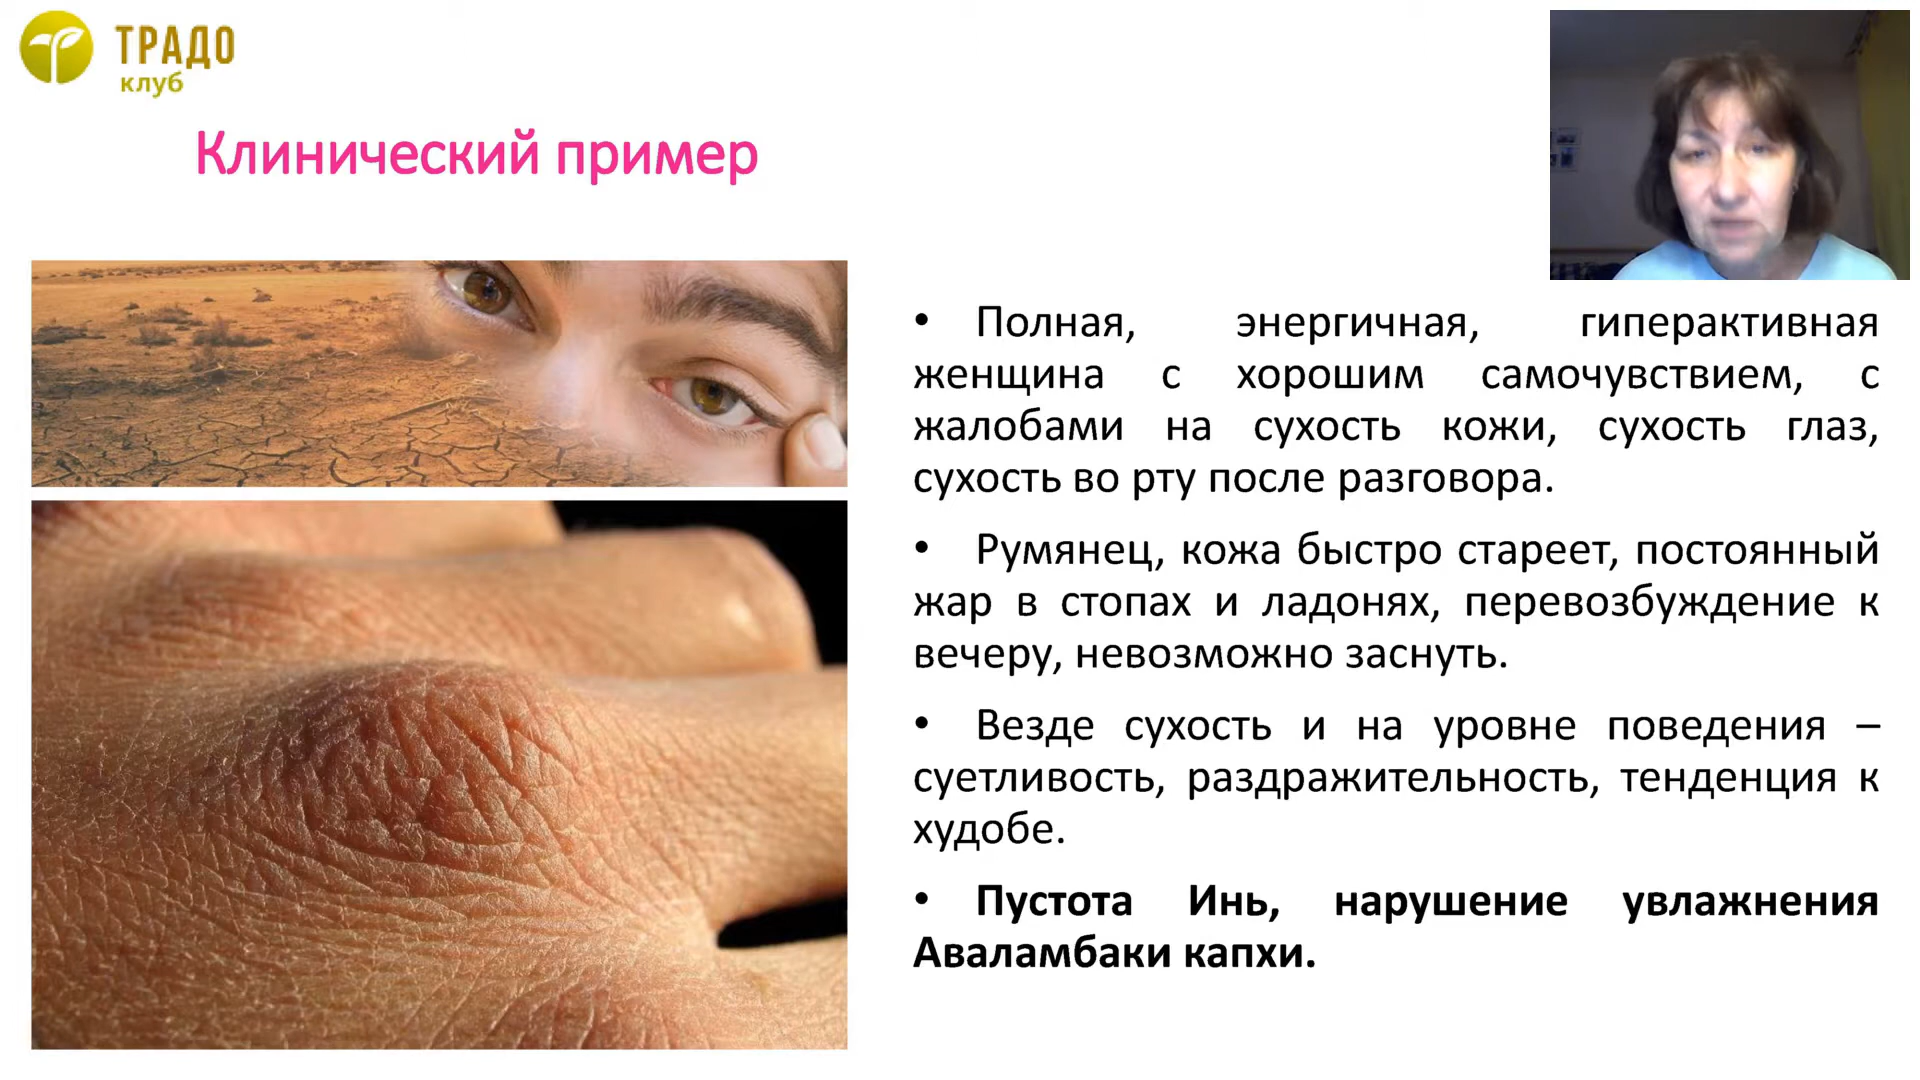 ТРАДО
клуб
Клинический пример
• Полная, энергичная, гиперактивная
женщина с хорошим самочувствием, с
жалобами на сухость кожи, сухость глаз,
сухость во рту после разговора.
• Румянец, кожа быстро стареет, постоянный
жар в стопах и ладонях, перевозбуждение к
вечеру, невозможно заснуть.
• Везде сухость и на уровне поведения –
суетливость, раздражительность, тенденция к
худобе.
• Пустота Инь, нарушение увлажнения
Аваламбаки капхи.